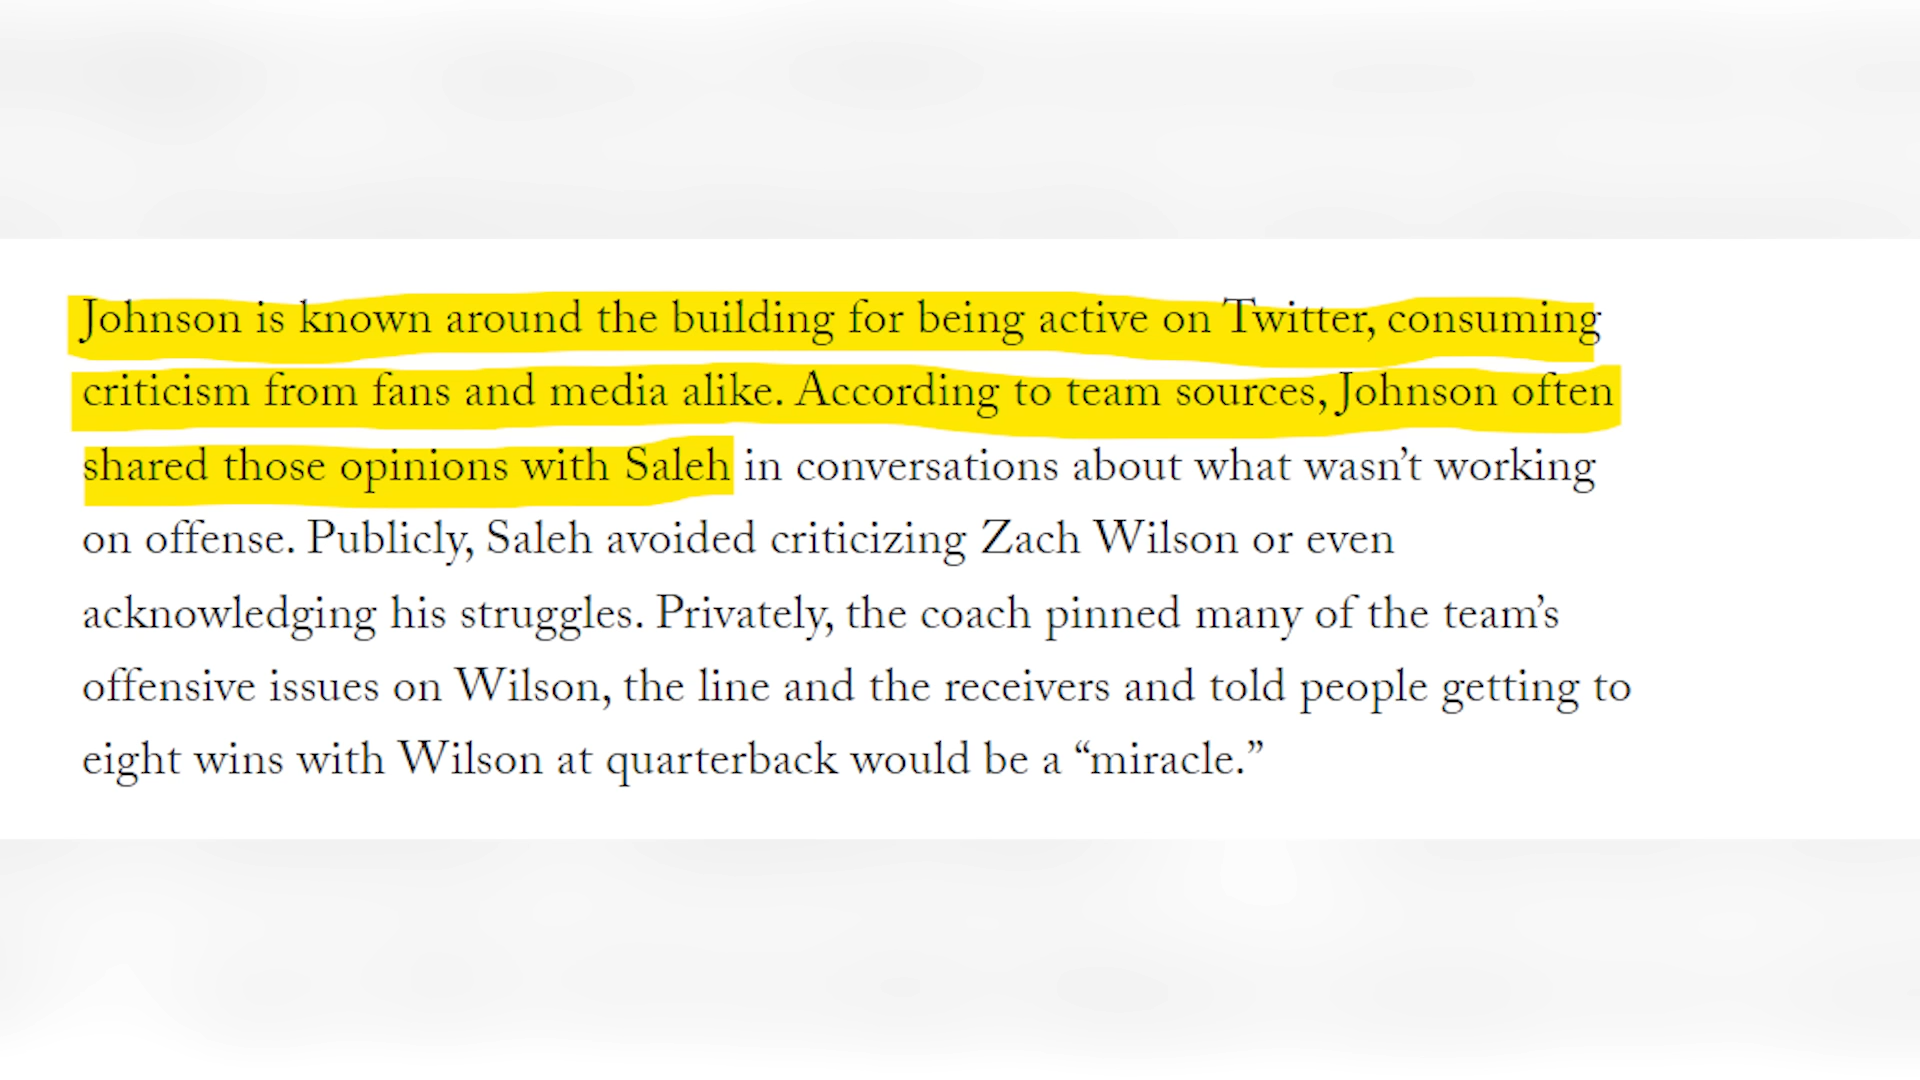 Johnson is known around the building for being active on Twitter, consuming
criticism from fans and media alike. According to team sources, Johnson often
shared those opinions with Saleh in conversations about what wasn’t working
on offense. Publicly, Saleh avoided criticizing Zach Wilson or even
acknowledging his struggles. Privately, the coach pinned many of the team’s
offensive issues on Wilson, the line and the receivers and told people getting to
eight wins with Wilson at quarterback would be a “miracle.”